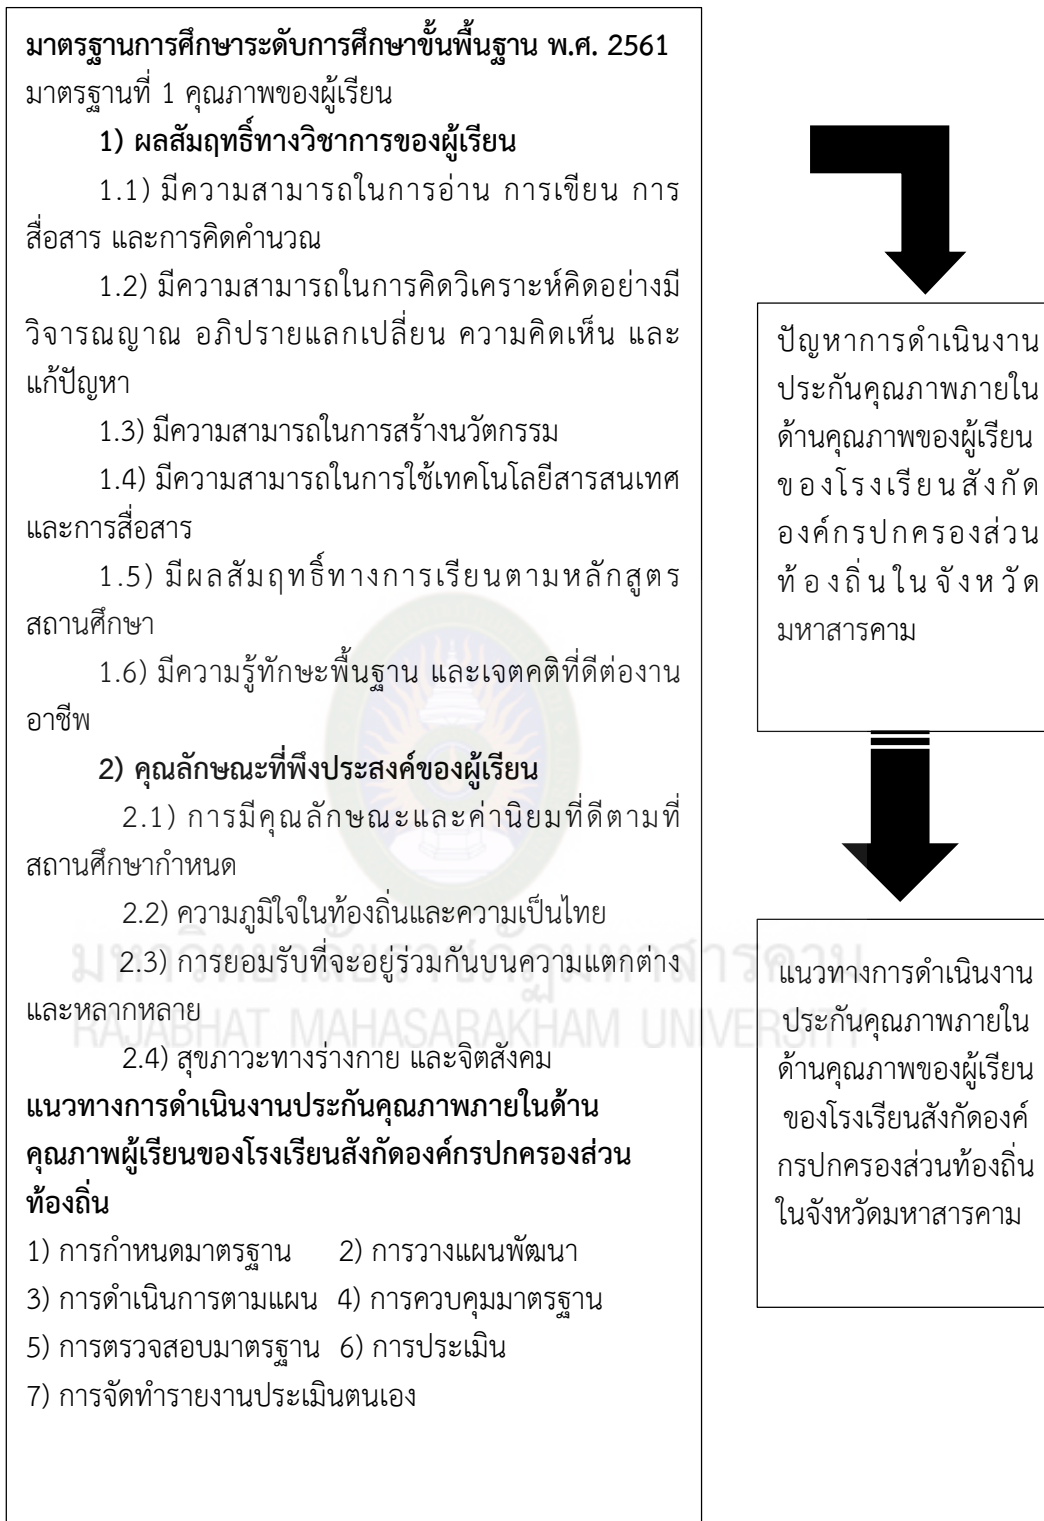 มาตรฐานการศึกษาระดับการศึกษาขั้นพื้นฐาน พ.ศ. 2561
มาตรฐานที่ 1 คุณภาพของผู้เรียน
1) ผลสัมฤทธิ์ทางวิชาการของผู้เรียน
1.1) มีความสามารถในการอ่าน การเขียน การ
สื่อสาร และการคิดคำนวณ
1.2) มีความสามารถในการคิดวิเคราะห์คิดอย่างมี
วิจารณญาณ อภิปรายแลกเปลี่ยน ความคิดเห็น และ
แก้ปัญหา
1.3) มีความสามารถในการสร้างนวัตกรรม
1.4) มีความสามารถในการใช้เทคโนโลยีสารสนเทศ
และการสื่อสาร
1.5) มีผลสัมฤทธิ์ทางการเรียนตามหลักสูตร
สถานศึกษา
1.6) มีความรู้ทักษะพื้นฐาน และเจตคติที่ดีต่องาน
อาชีพ
2) คุณลักษณะที่พึงประสงค์ของผู้เรียน
2.1) การมีคุณลักษณะและค่านิยมที่ดีตามที่
สถานศึกษากำหนด
2.2) ความภูมิใจในท้องถิ่นและความเป็นไทย
2.3) การยอมรับที่จะอยู่ร่วมกันบนความแตกต่าง
และหลากหลาย
2.4) สุขภาวะทางร่างกาย และจิตสังคม
แนวทางการดำเนินงานประกันคุณภาพภายในด้าน
คุณภาพผู้เรียนของโรงเรียนสังกัดองค์กรปกครองส่วน
ท้องถิ่น
1) การกำหนดมาตรฐาน 2) การวางแผนพัฒนา
3) การดำเนินการตามแผน 4) การควบคุมมาตรฐาน
5) การตรวจสอบมาตรฐาน 6) การประเมิน
7) การจัดทำรายงานประเมินตนเอง
ปัญหาการดำเนินงาน
ประกันคุณภาพภายใน
ด้านคุณภาพของผู้เรียน
ของโรงเรียนสังกัด
องค์กรปกครองส่วน
ท้องถิ่นในจังหวัด
มหาสารคาม
แนวทางการดำเนินงาน
ประกันคุณภาพภายใน
ด้านคุณภาพของผู้เรียน
ของโรงเรียนสังกัดองค์
กรปกครองส่วนท้องถิ่น
ในจังหวัดมหาสารคาม
มหาวิทยาลัยราชภัฏมหาสารคาม
RAJABHAT MAHASARAKHAM UNIVERSITY